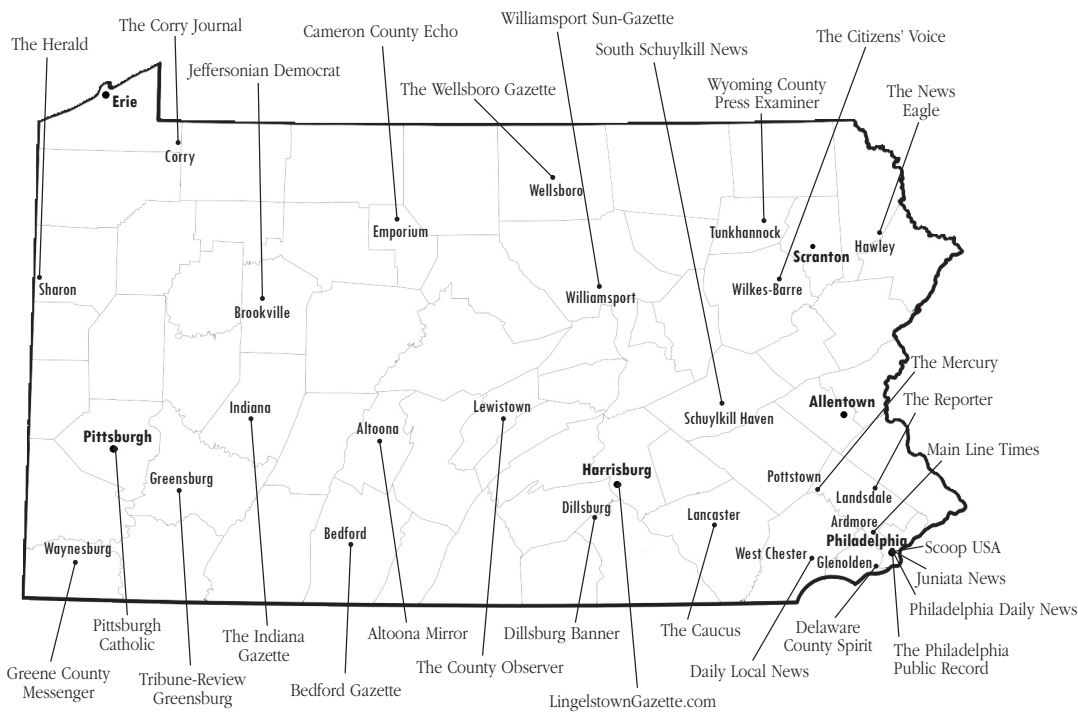 Williamsport Sun-Gazette
The Corry Journal
Cameron County Echo
The Citizens' Voice
The Herald
South Schuylkill News
Jeffersonian Democrat
Wyoming County
Press Examiner
The Wellsboro Gazette
The News
Eagle
Erie
Corry
Wellsboro
Emporium
Tunkhannock
Hawley
Scranton
Sharon
Wilkes-Barre
Williamsport
Brookville
The Mercury
Allentown
The Reporter
Indiana
Lewistown
Schuylkill Haven
Altoona
Pittsburgh
Main Line Times
Harrisburg
Pottstown
Greensburg
Landsdale
Dillsburg
Lancaster
Ardmore
Bedford
Philadelphia
Waynesburg
Scoop USA
West Chester
Glenolden
Juniata News
Philadelphia Daily News
Pittsburgh
Catholic
The Indiana
Gazette
Altoona Mirror
Dillsburg Banner
The Caucus
Delaware
County Spirit
The Philadelphia
Public Record
Greene County
Messenger
Tribune-Review
Greensburg
The County Observer
Daily Local News
Bedford Gazette
LingelstownGazette.com